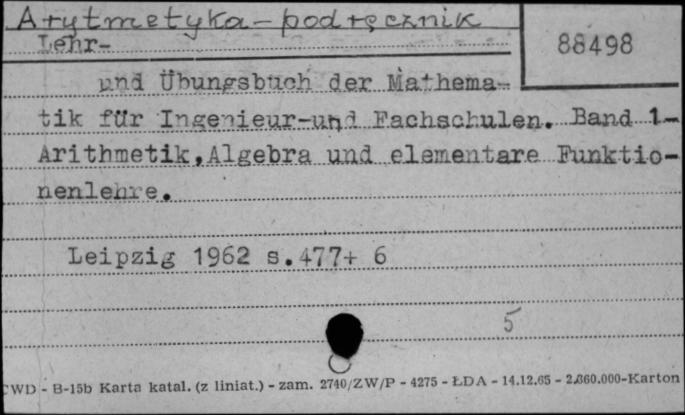 Arytmetyka - podręcznik
Lehr-
88498
und Übungsbuch der Mathema-
tik für Ingenieur-und Fachschulen. Band 1-
Arithmetik,Algebra und elementare Funktio-
nenlehre.
Leipzig 1962 s.477+ 6
5
CWD - B-15b Karta katal. (z liniat.) - zam. 2740/ZW/P - 4275 - ŁDA - 14.12.65 - 2.860.000-Karton